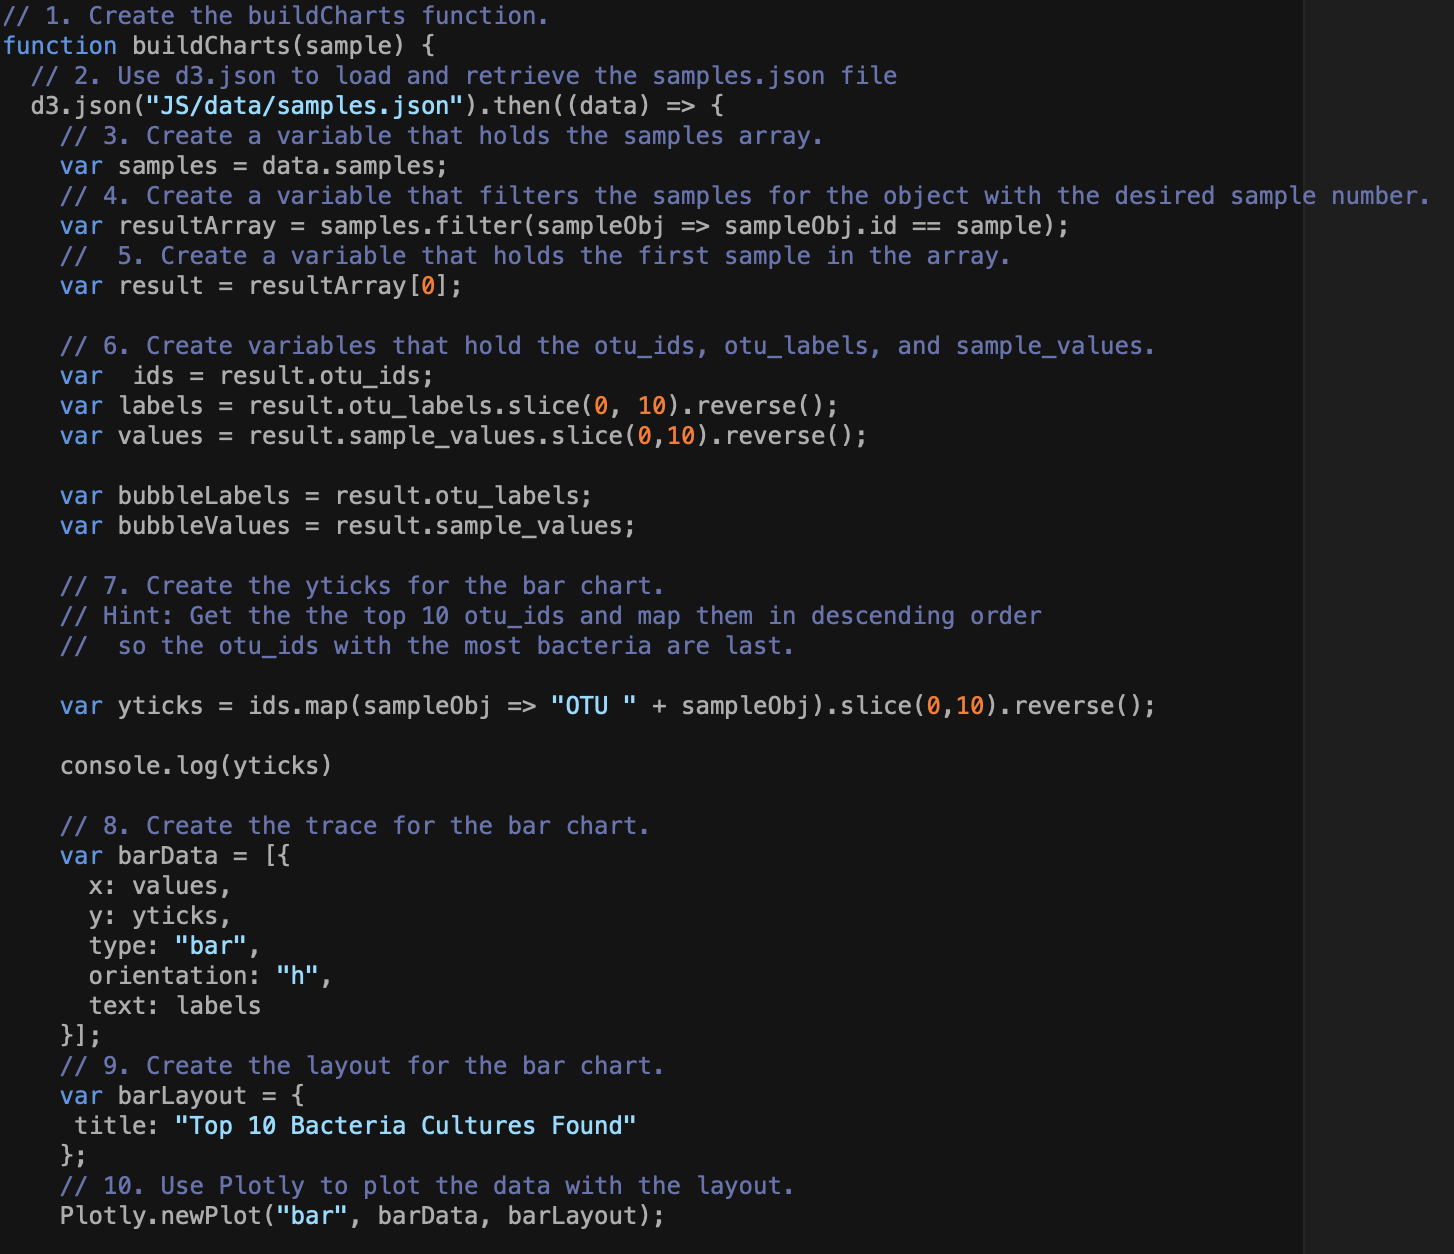 // 1. Create the buildCharts function.
function buildCharts(sample) {
  // 2. Use d3.json to load and retrieve the samples.json file
  d3.json("JS/data/samples.json").then((data) => {
    // 3. Create a variable that holds the samples array.
    var samples = data.samples;
    // 4. Create a variable that filters the samples for the object with the desired sample number.
    var resultArray = samples.filter(sampleObj => sampleObj.id == sample);
    //  5. Create a variable that holds the first sample in the array.
    var result = resultArray[0];

    // 6. Create variables that hold the otu_ids, otu_labels, and sample_values.
    var  ids = result.otu_ids;
    var labels = result.otu_labels.slice(0, 10).reverse();
    var values = result.sample_values.slice(0,10).reverse();

    var bubbleLabels = result.otu_labels;
    var bubbleValues = result.sample_values;

    // 7. Create the yticks for the bar chart.
    // Hint: Get the the top 10 otu_ids and map them in descending order
    //  so the otu_ids with the most bacteria are last.

    var yticks = ids.map(sampleObj => "OTU " + sampleObj).slice(0,10).reverse();

    console.log(yticks)

    // 8. Create the trace for the bar chart.
    var barData = [{
      x: values,
      y: yticks,
      type: "bar",
      orientation: "h",
      text: labels
    }];
    // 9. Create the layout for the bar chart.
    var barLayout = {
     title: "Top 10 Bacteria Cultures Found"
    };
    // 10. Use Plotly to plot the data with the layout.
    Plotly.newPlot("bar", barData, barLayout);